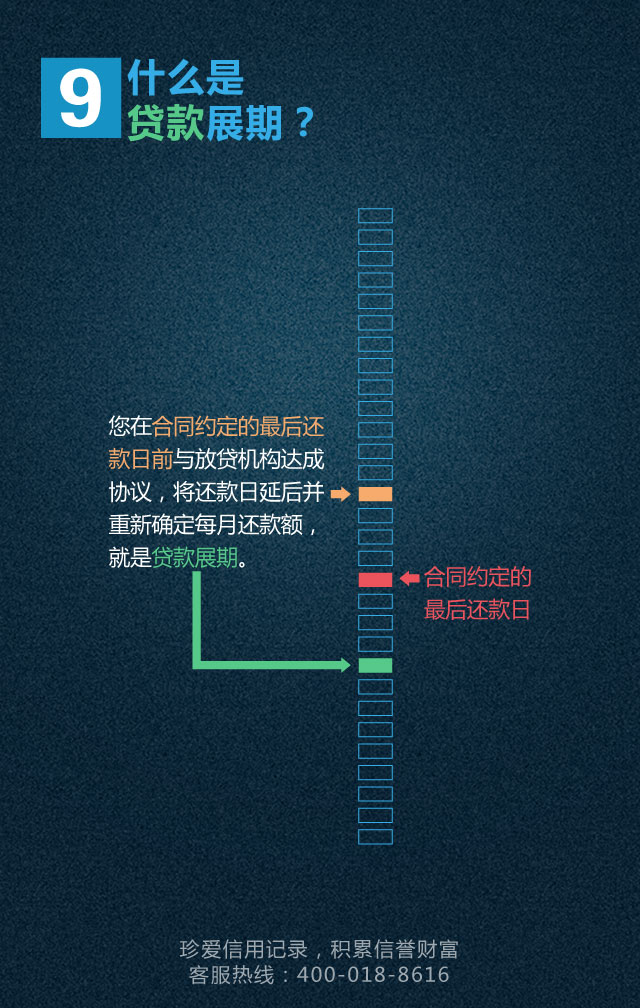 9
什么是
贷款展期？
您在合同约定的最后还
款日前与放贷机构达成
协议，将还款日延后并
重新确定每月还款额，
就是贷款展期。
合同约定的
最后还款日
珍爱信用记录，积累信誉财富
客服热线：400-018-8616